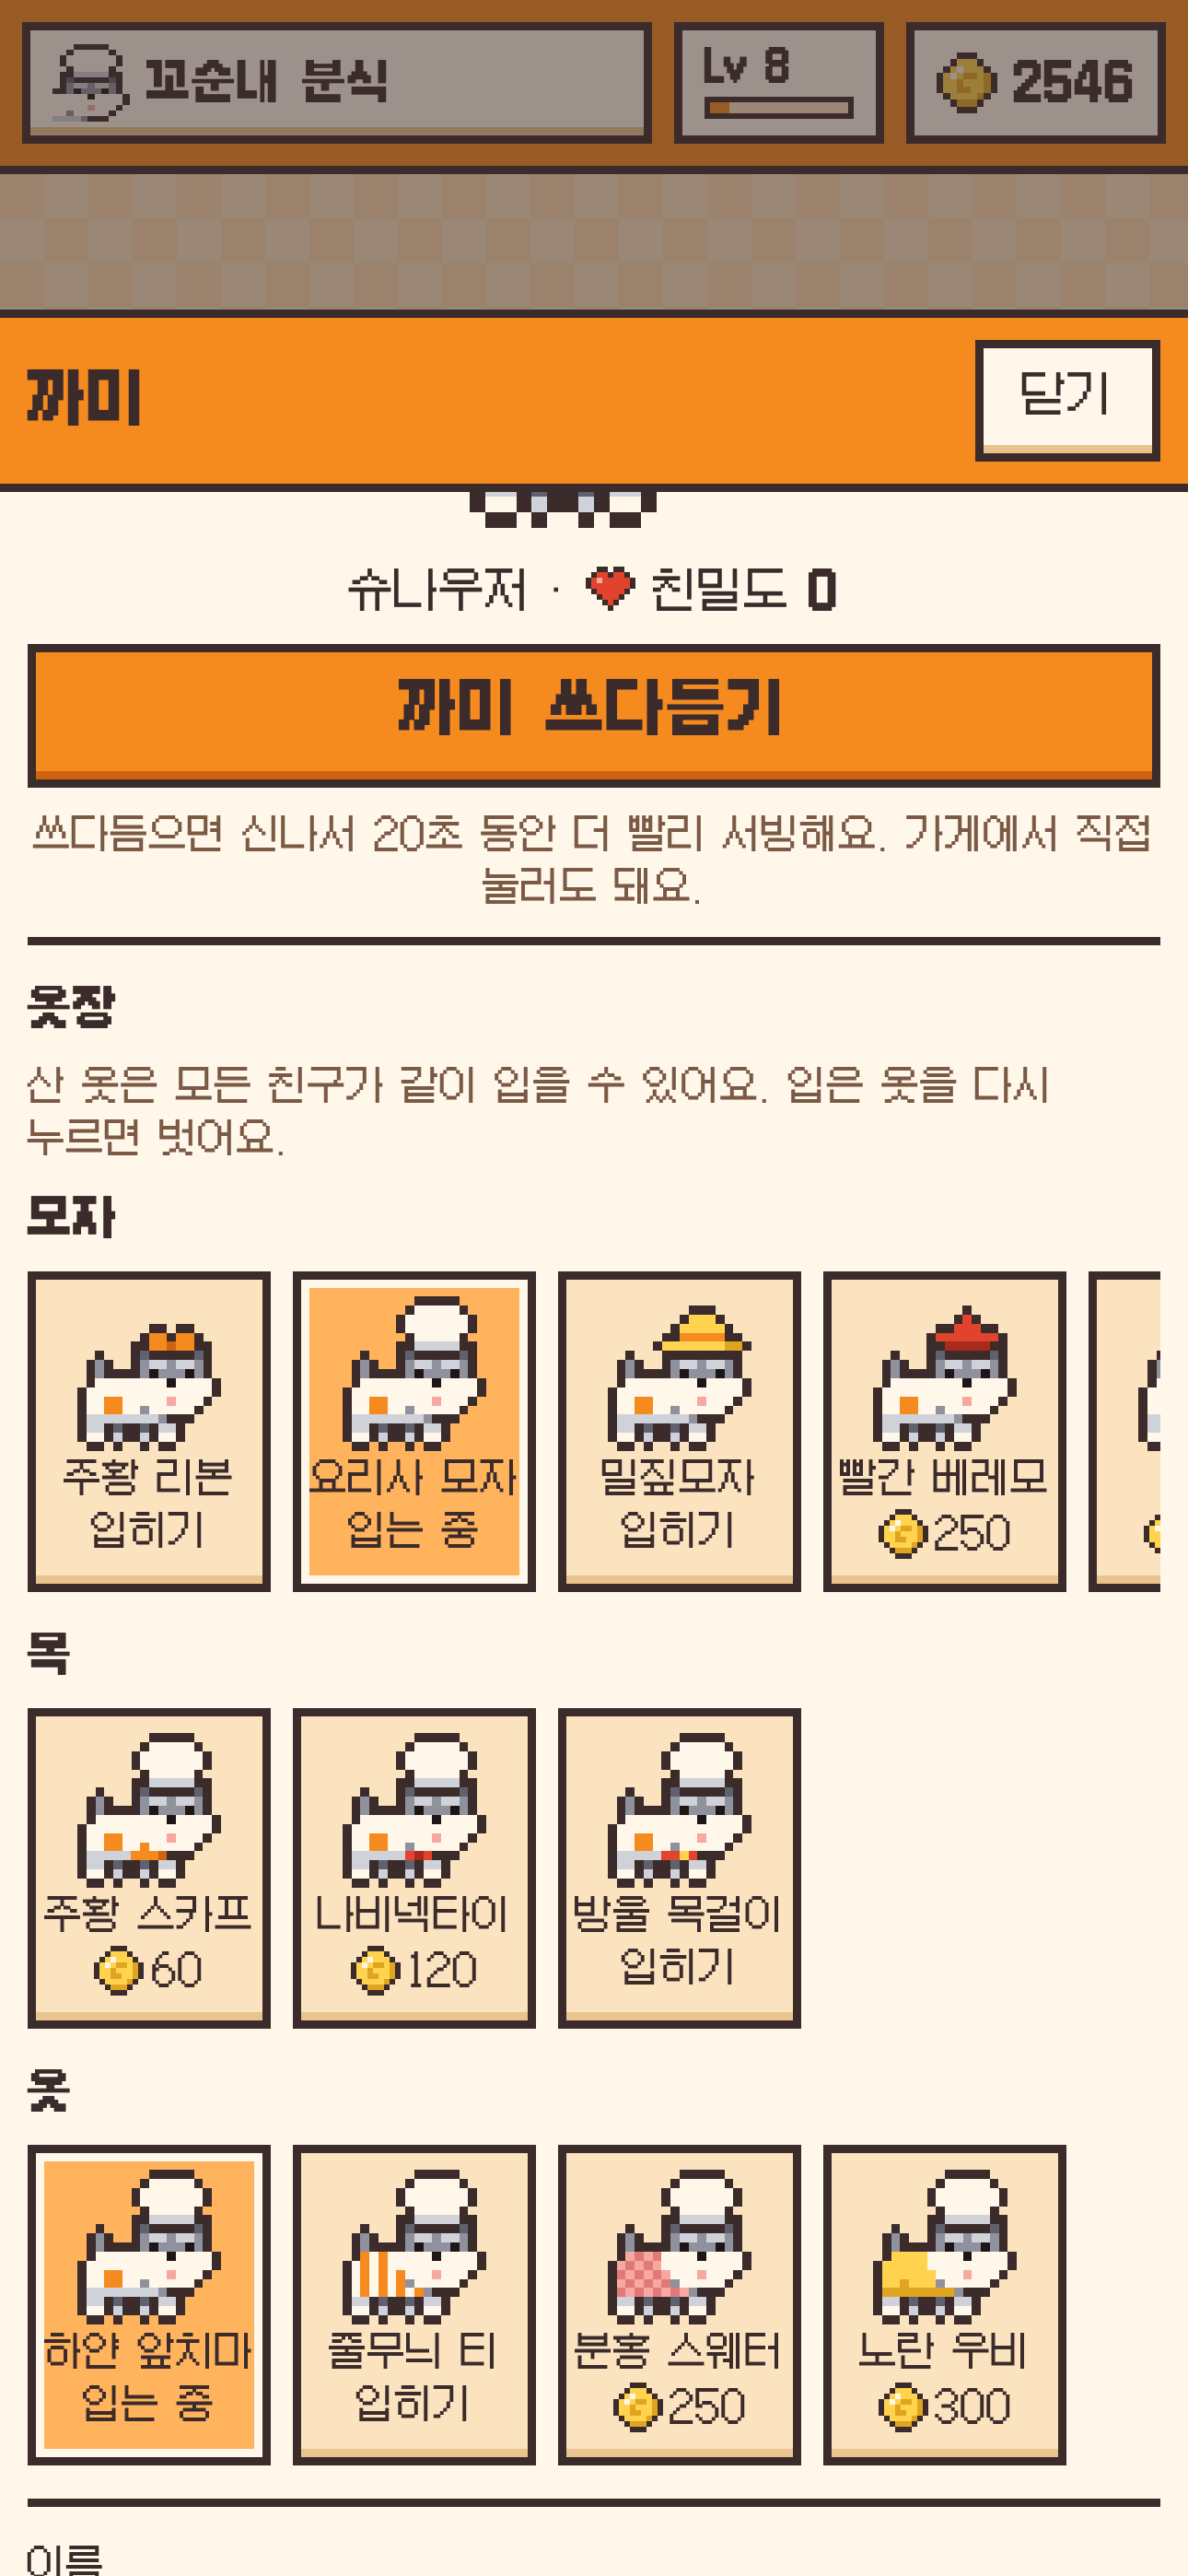 꼬순내 분식
Lv 8
2546
까미
닫기
슈나우저 · 친밀도 0
까미 쓰다듬기
쓰다듬으면 신나서 20초 동안 더 빨리 서빙해요. 가게에서 직접
눌러도 돼요.
옷장
산 옷은 모든 친구가 같이 입을 수 있어요. 입은 옷을 다시
누르면 벗어요.
모자
주황 리본
입히기
요리사 모자
입는 중
밀짚모자
입히기
빨간 베레모
250
목
주황 스카프
60
나비넥타이
120
방울 목걸이
입히기
옷
하얀 앞치마
입는 중
줄무늬 티
입히기
분홍 스웨터
250
노란 우비
300
이름